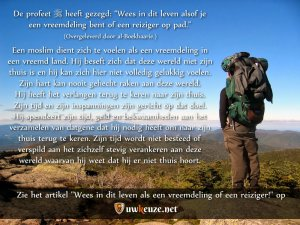 De profeet ﷺ heeft gezegd: "Wees in dit leven alsof je
een vreemdeling bent of een reiziger op pad."
(Overgeleverd door al-Boekhaarie.)
Een moslim dient zich te voelen als een vreemdeling in
een vreemd land. Hij beseft zich dat deze wereld niet zijn
thuis is en hij kan zich hier niet volledig gelukkig voelen.
Zijn hart kan nooit gehecht raken aan deze wereld.
Hij heeft het verlangen terug te keren naar zijn thuis.
Zijn tijd en zijn inspanningen zijn gericht op dat doel.
Hij spendeert zijn tijd, geld en bekwaamheden aan het
verzamelen van datgene dat hij nodig heeft om naar zijn
thuis terug te keren. Zijn tijd wordt niet besteed of
verspild aan het zichzelf stevig verankeren aan deze
wereld waarvan hij weet dat hij er niet thuis hoort.
Zie het artikel "Wees in dit leven als een vreemdeling of een reiziger!" op
uwkeuze.net